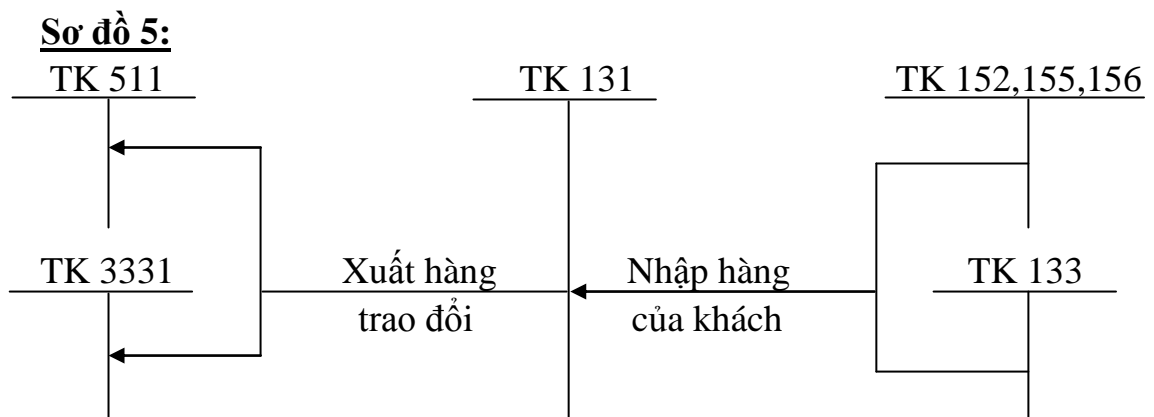 Sơ đồ 5:
TK 511
TK 131
TK 152,155,156
TK 3331
Xuất hàng
trao đổi
Nhập hàng
của khách
TK 133